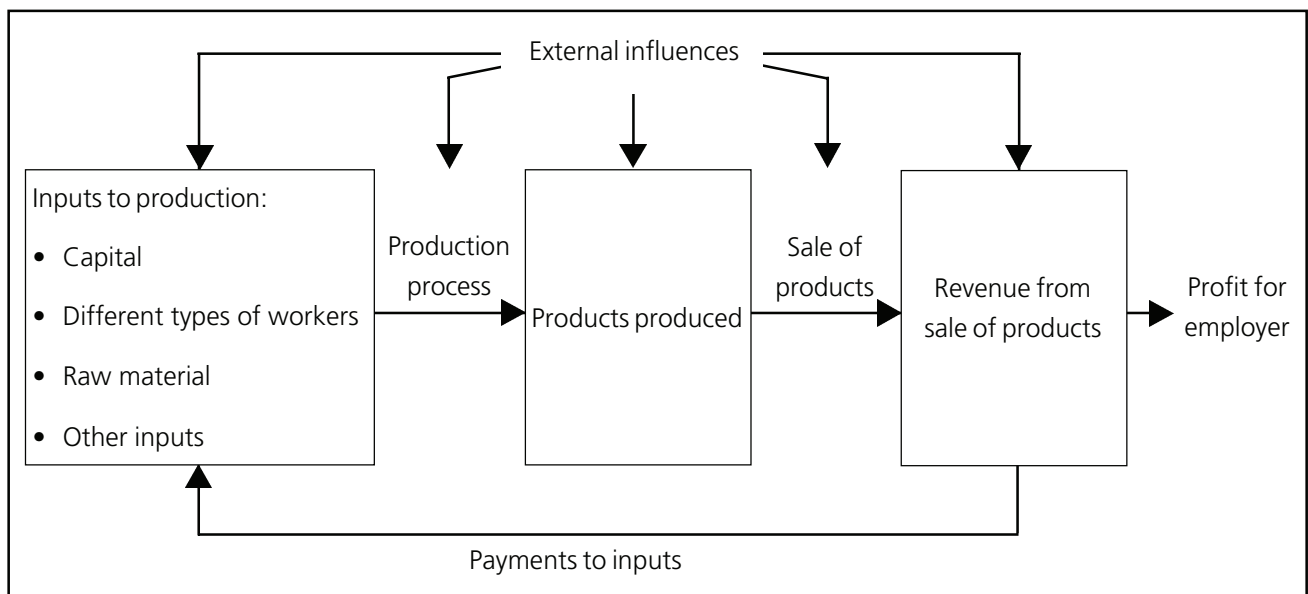 External influences
Inputs to production:
• Capital
• Different types of workers
• Raw material
• Other inputs
Production
process
Products produced
Sale of
products
Revenue from
sale of products
Profit for
employer
Payments to inputs